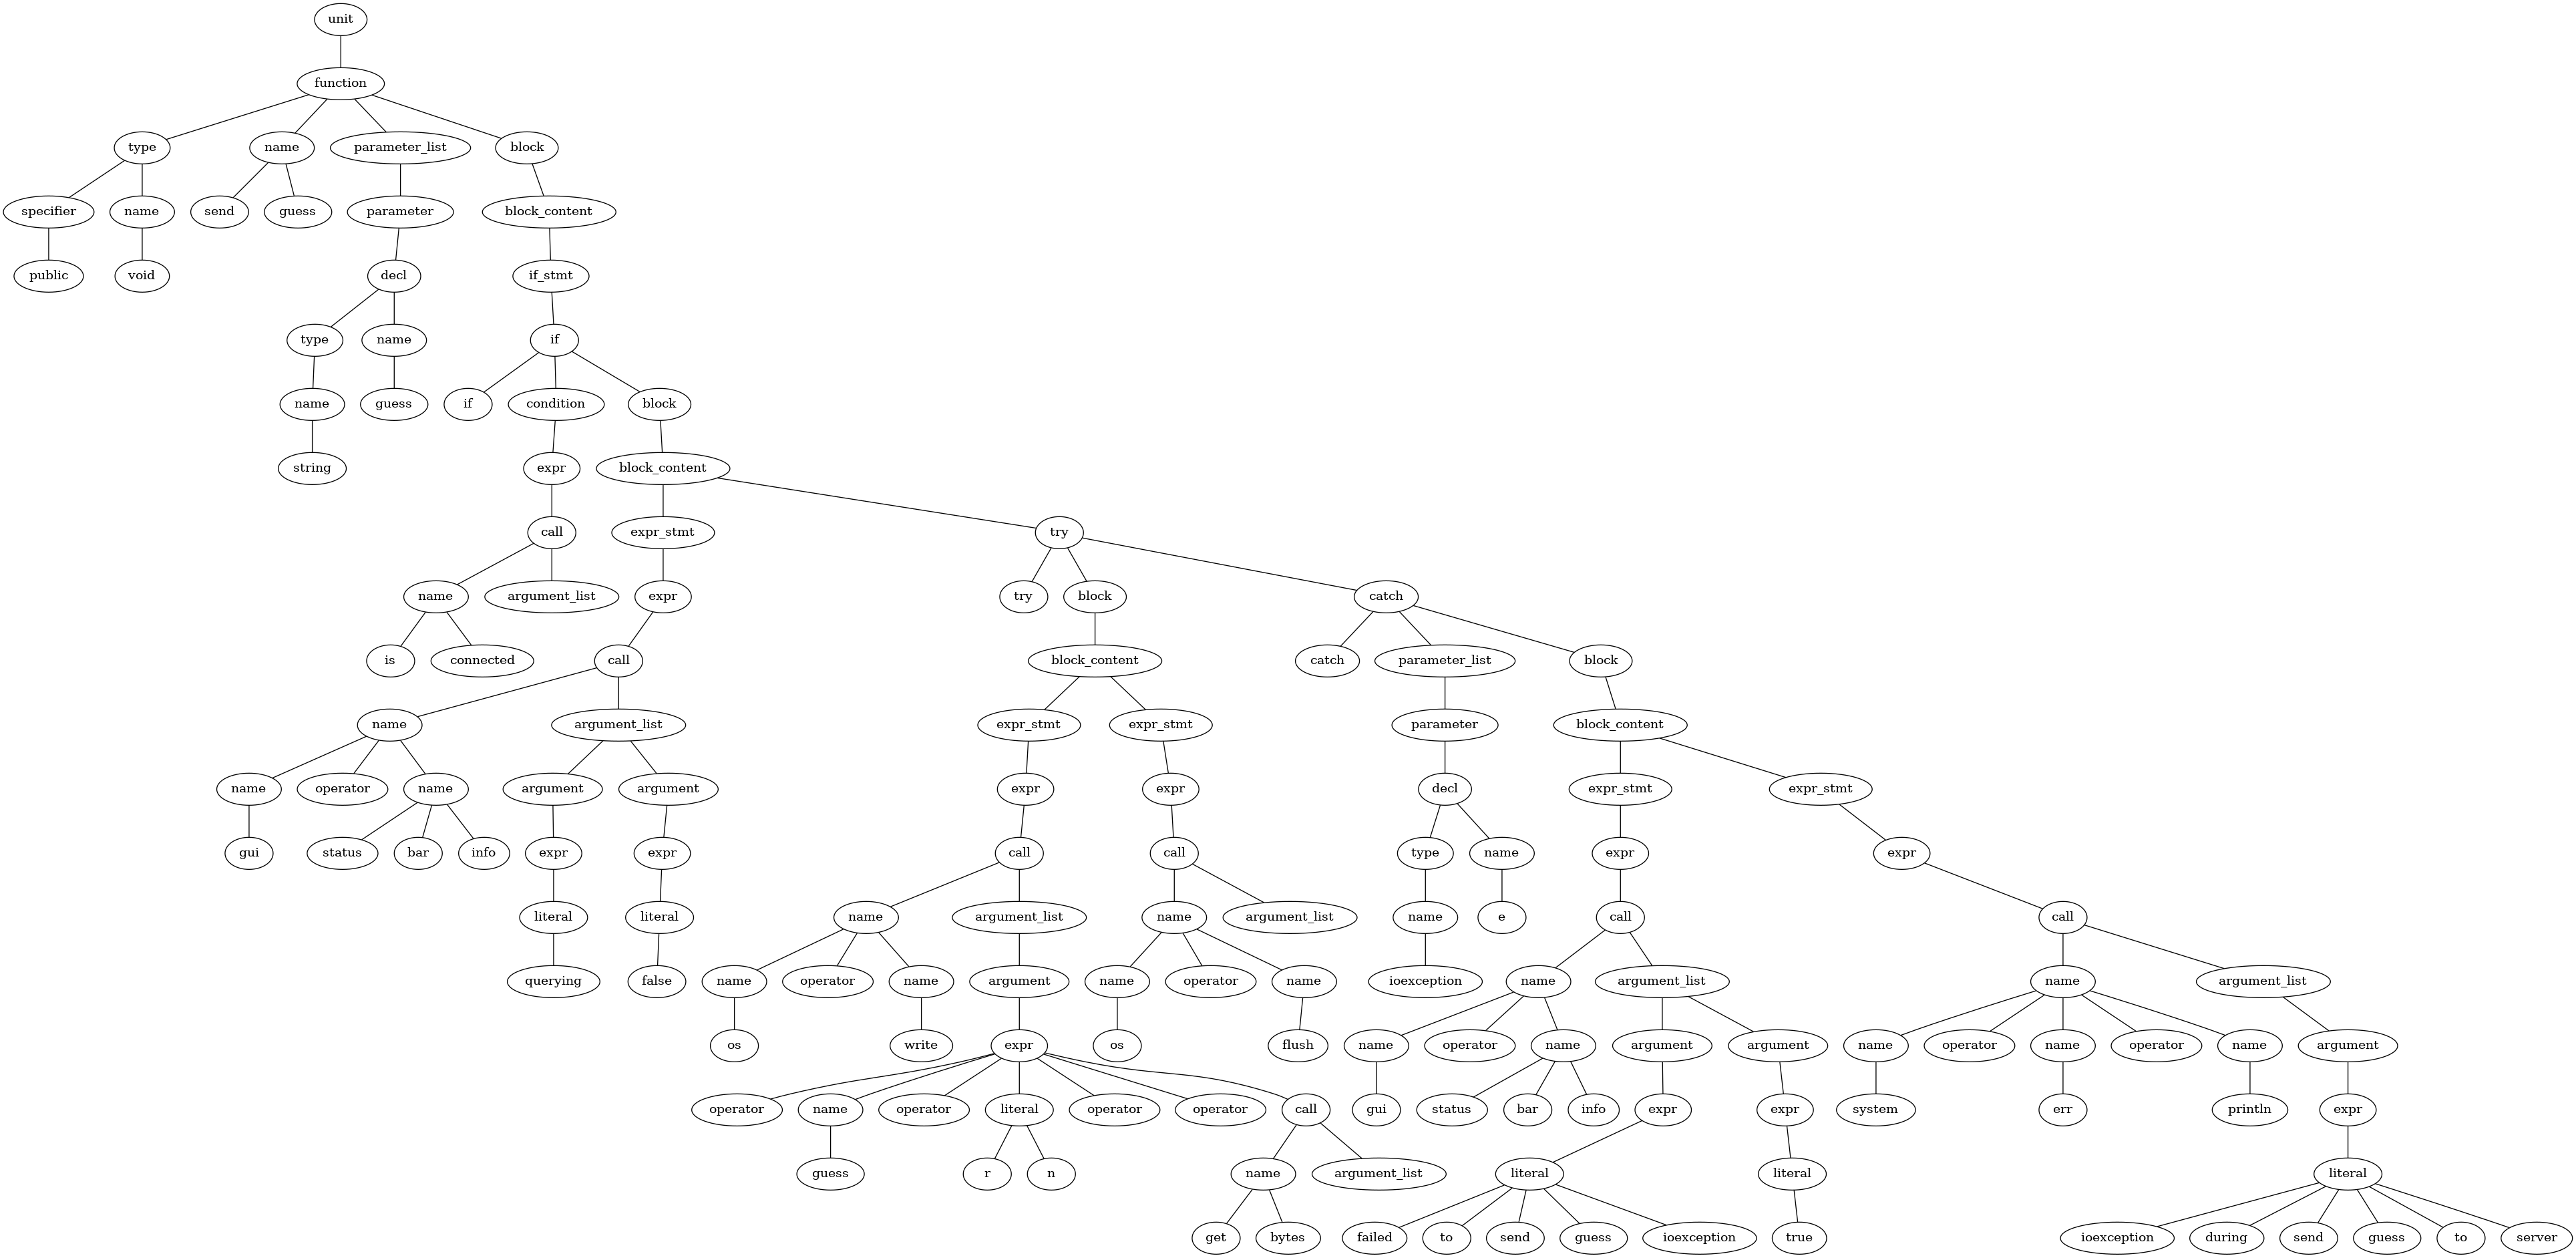 unit
function
type name parameter_list block
specifier name send guess parameter block_content
public void decl if_stmt
type name if
name guess if condition block
string expr block_content
call expr_stmt try
name argument_list expr try block catch
is connected call block_content catch parameter_list block
name argument_list expr_stmt expr_stmt parameter block_content
name operator name argument argument expr expr decl expr_stmt expr_stmt
gui status bar info expr expr call call type name expr expr
literal literal name argument_list name argument_list name e call call
querying false name operator name argument name operator name ioexception name argument_list name argument_list
os write expr os flush name operator name argument argument name operator name operator name argument
operator name operator literal operator operator call gui status bar info expr expr system err println expr
guess r n name argument_list literal literal literal
get bytes failed to send guess ioexception true ioexception during send guess to server